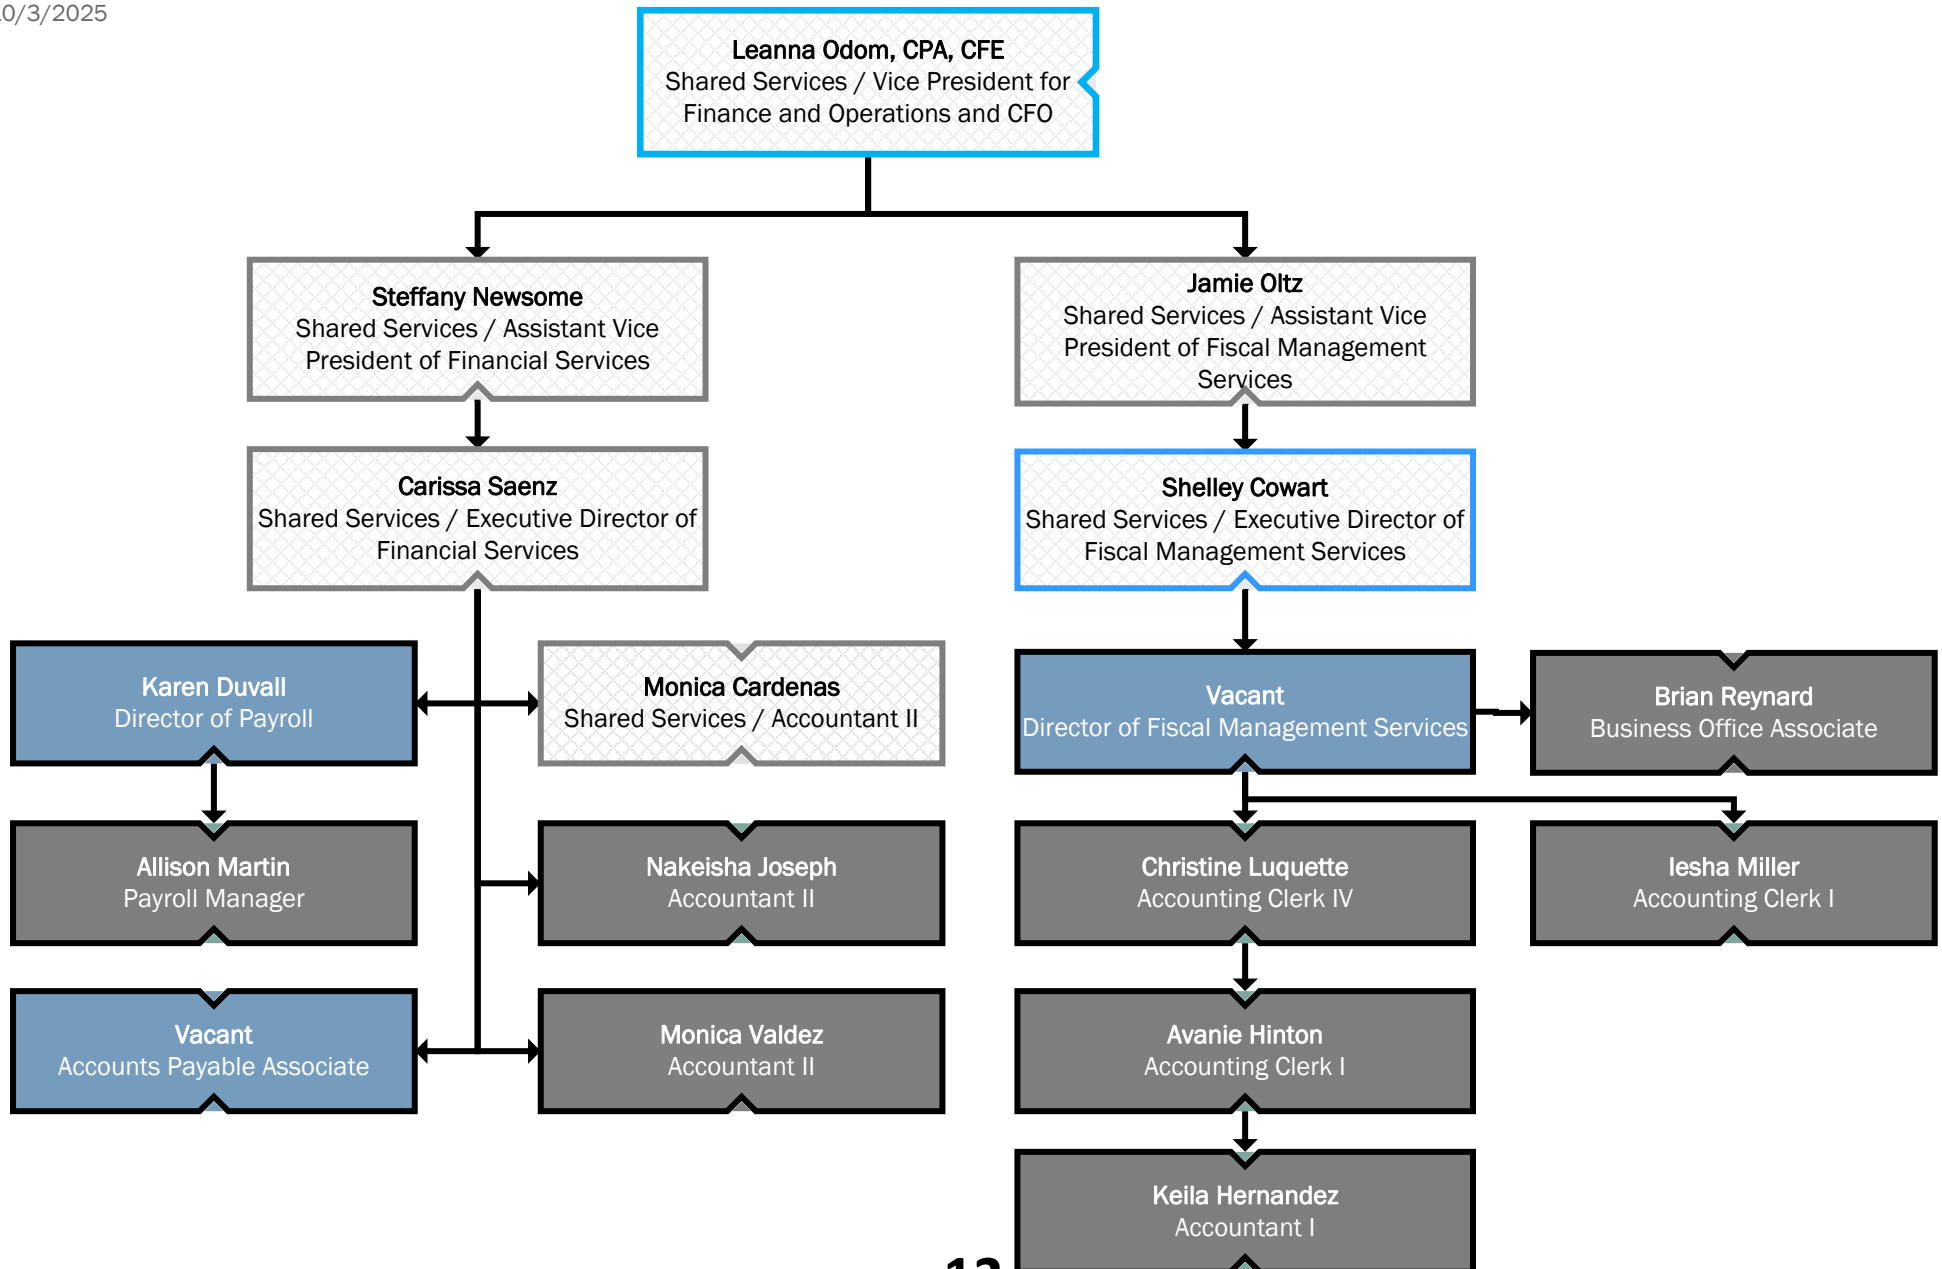 0/3/2025
Leanna Odom, CPA, CFE
Shared Services / Vice President for
Finance and Operations and CFO
Steffany Newsome
Shared Services / Assistant Vice
President of Financial Services
Jamie Oltz
Shared Services / Assistant Vice
President of Fiscal Management
Services
Carissa Saenz
Shared Services / Executive Director of
Financial Services
Shelley Cowart
Shared Services / Executive Director of
Fiscal Management Services
Karen Duvall
Director of Payroll
Monica Cardenas
Shared Services / Accountant II
Vacant
Director of Fiscal Management Services
Brian Reynard
Business Office Associate
Allison Martin
Payroll Manager
Nakeisha Joseph
Accountant II
Christine Luquette
Accounting Clerk IV
Iesha Miller
Accounting Clerk I
Vacant
Accounts Payable Associate
Monica Valdez
Accountant II
Avanie Hinton
Accounting Clerk I
Keila Hernandez
Accountant I